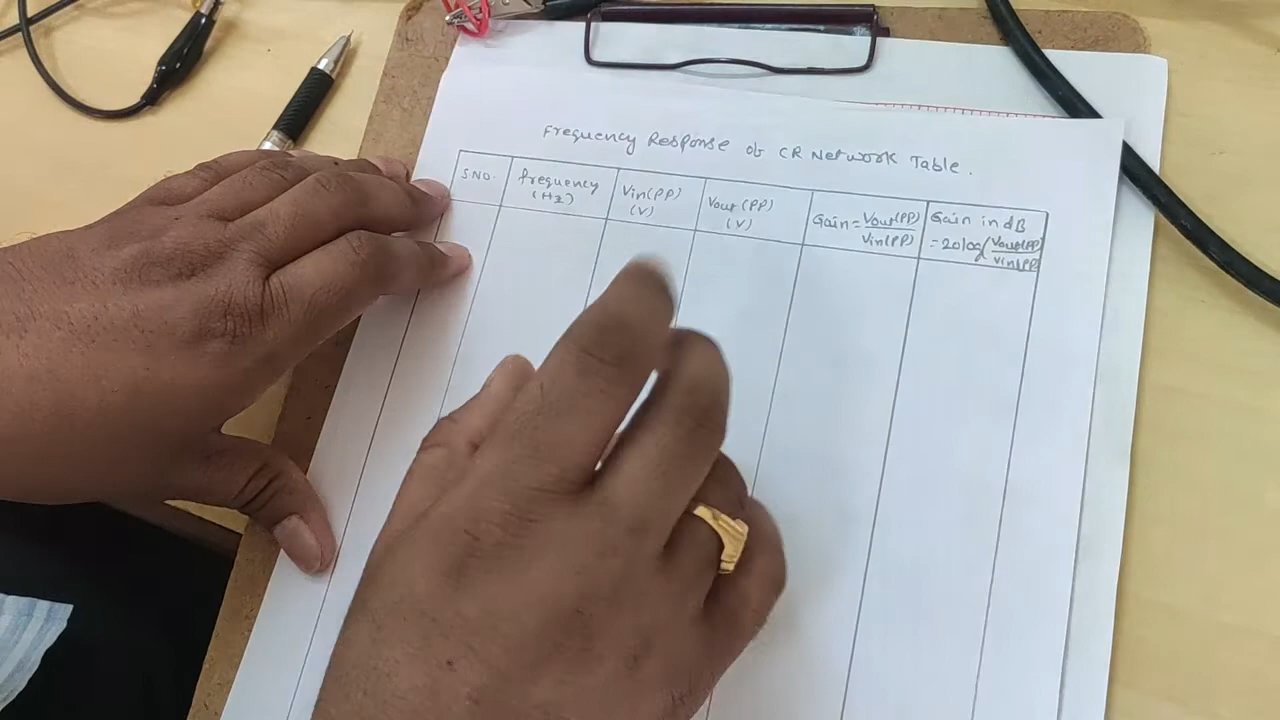 Frequency Response of CR Network Table.
S.NO.
frequency
(Hz)
Vin(PP)
(V)
Vout(PP)
(V)
Gain=Vout(PP)
Vin(PP)
Gain in dB
=20log(Vout(PP)
Vin(PP)